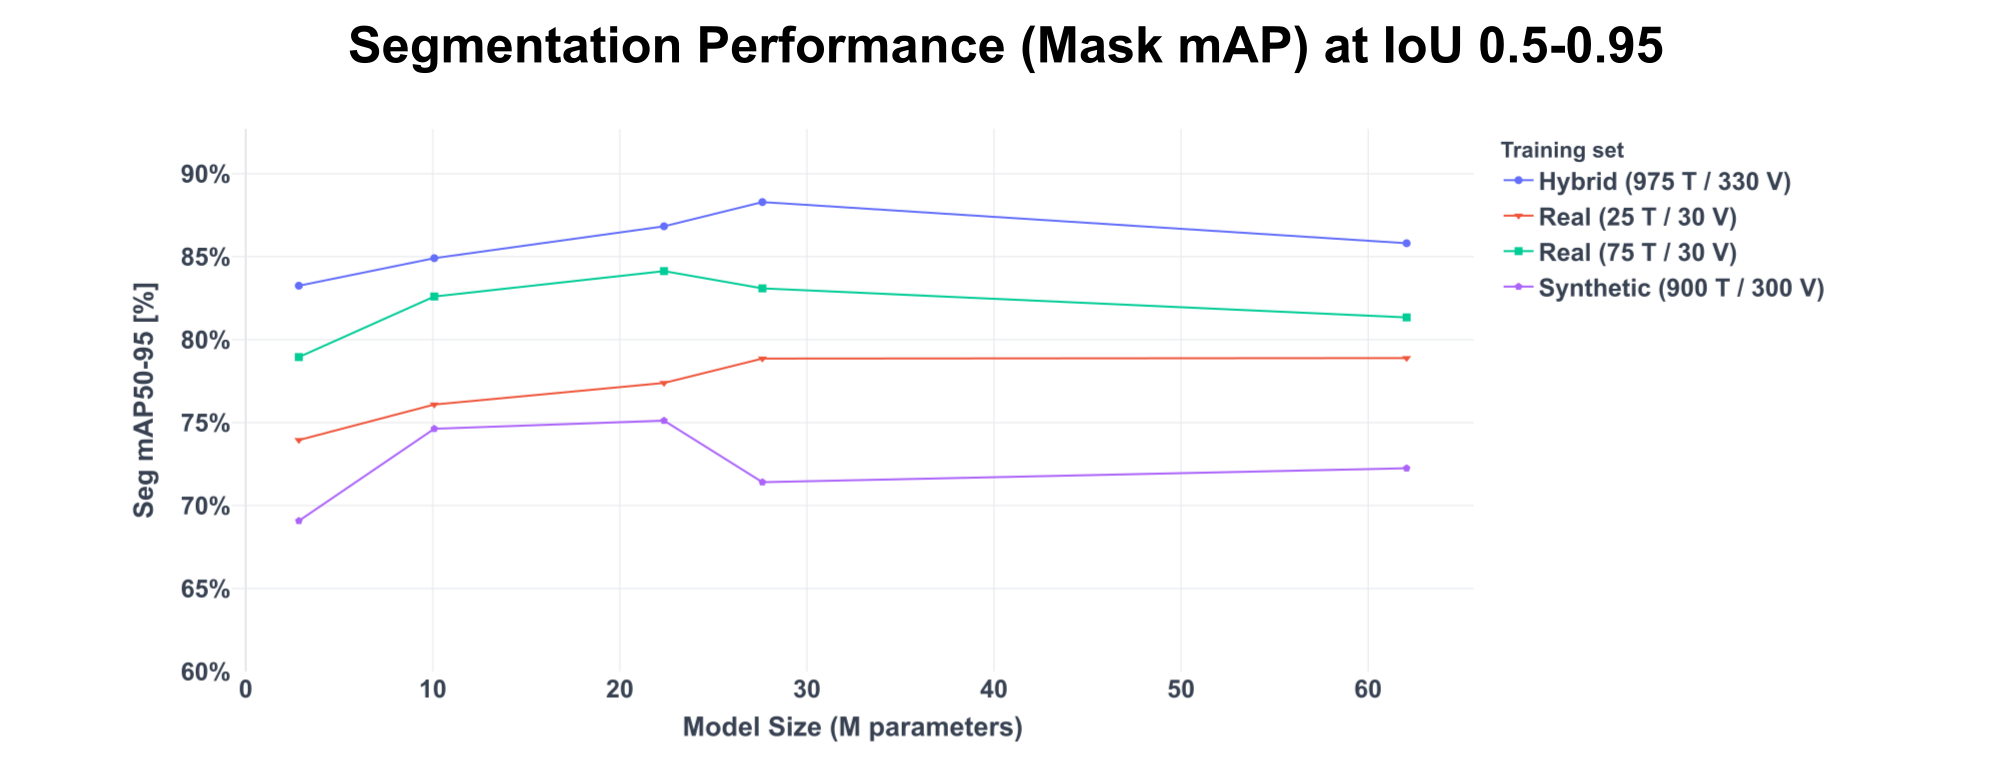 Segmentation Performance (Mask mAP) at IoU 0.5-0.95
Training set
Hybrid (975 T / 330 V)
Real (25 T / 30 V)
Real (75 T / 30 V)
Synthetic (900 T / 300 V)
Seg mAP50-95 [%]
90%
85%
80%
75%
70%
65%
60%
0 10 20 30 40 50 60
Model Size (M parameters)